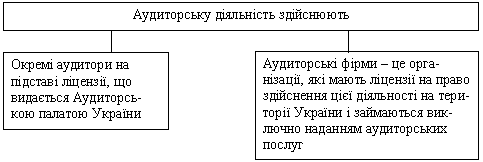 Аудиторську діяльність здійснюють
Окремі аудитори на
підставі ліцензії, що
видається Аудиторсь-
кою палатою України
Аудиторські фірми – це орга-
нізації, які мають ліцензії на право
здійснення цієї діяльності на тери-
торії України і займаються вик-
лючно наданням аудиторських
послуг